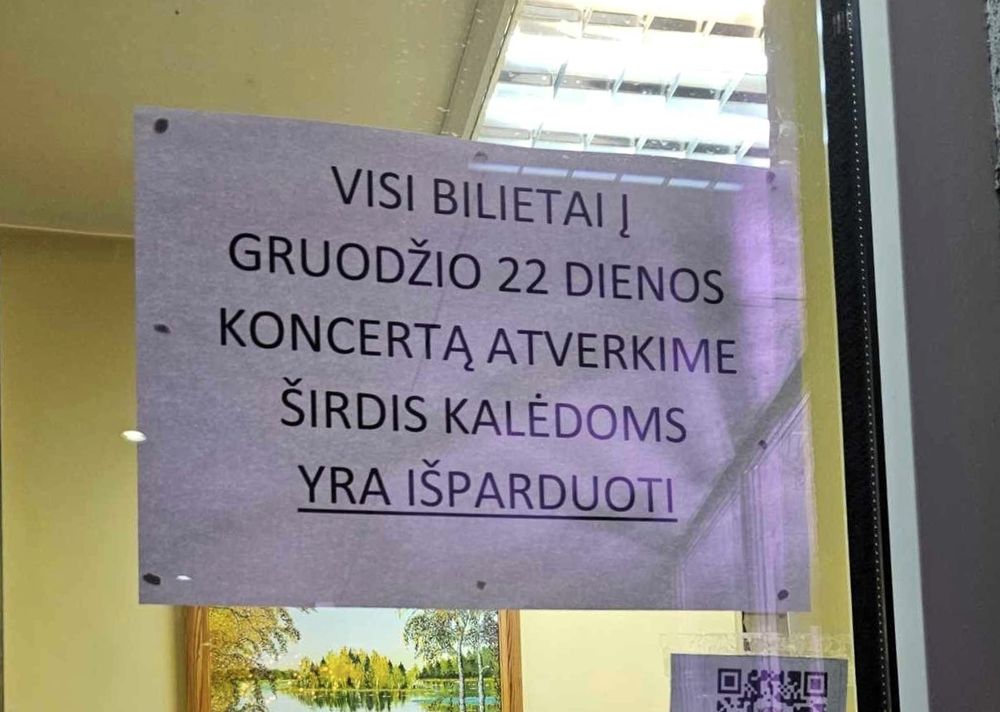 VISI BILIETAI Į
GRUODŽIO 22 DIENOS
KONCERTĄ ATVERKIME
ŠIRDIS KALĖDOMS
YRA IŠPARDUOTI